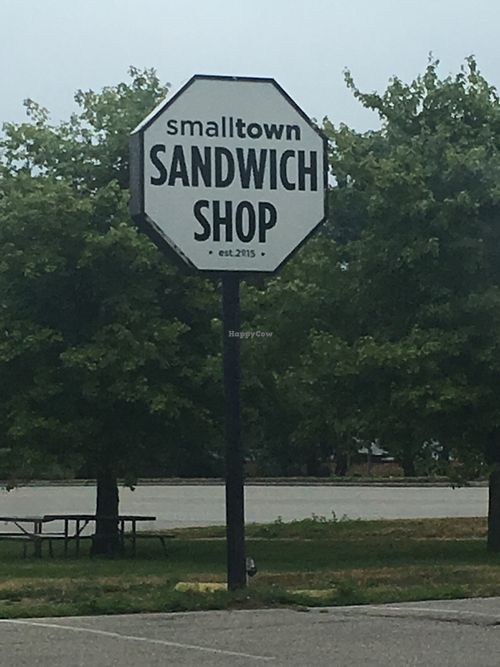 smalltown
SANDWICH
SHOP
• est.2015 •
HappyCow